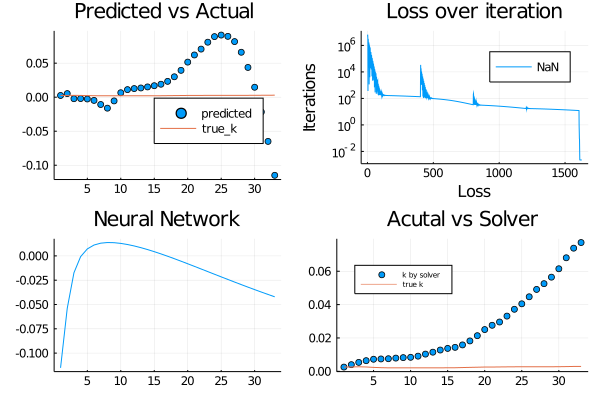 Predicted vs Actual
0.05
0.00
-0.05
-0.10
predicted
true_k
5 10 15 20 25 30
Loss over iteration
Iterations
10^6
10^4
10^2
10^0
10^-2
NaN
0 500 1000 1500
Loss
Neural Network
0.000
-0.025
-0.050
-0.075
-0.100
5 10 15 20 25 30
Acutal vs Solver
0.06
0.04
0.02
0.00
k by solver
true k
5 10 15 20 25 30